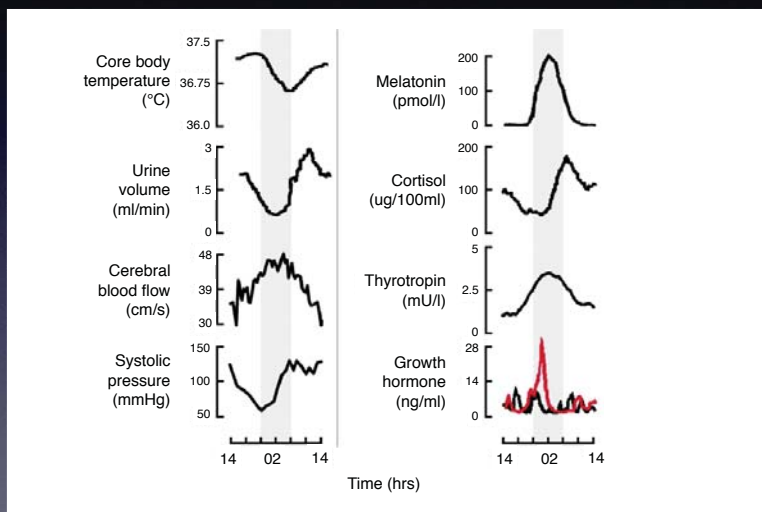 Core body
temperature
(°C)
37.5
36.75
36.0
Urine
volume
(ml/min)
3
1.5
0
Cerebral
blood flow
(cm/s)
48
39
30
Systolic
pressure
(mmHg)
150
100
50
14 02 14
Melatonin
(pmol/l)
200
100
0
Cortisol
(ug/100ml)
200
100
0
Thyrotropin
(mU/l)
5
2.5
0
Growth
hormone
(ng/ml)
28
14
0
14 02 14
Time (hrs)